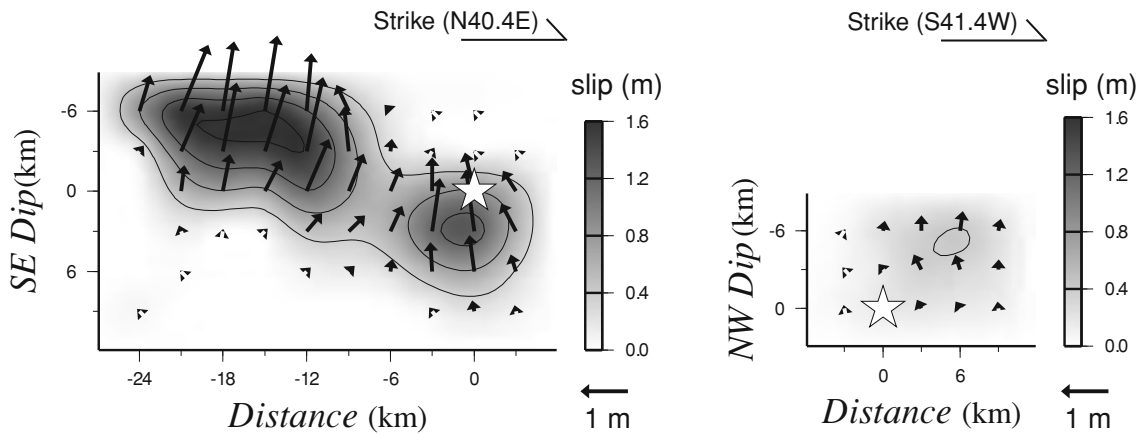 Strike (N40.4E)
slip (m)
1.6
1.2
0.8
0.4
0.0
1 m
SE Dip(km)
-6
0
6
-24
-18
-12
-6
0
Distance (km)
Strike (S41.4W)
slip (m)
1.6
1.2
0.8
0.4
0.0
1 m
NW Dip (km)
-6
0
0
6
Distance (km)